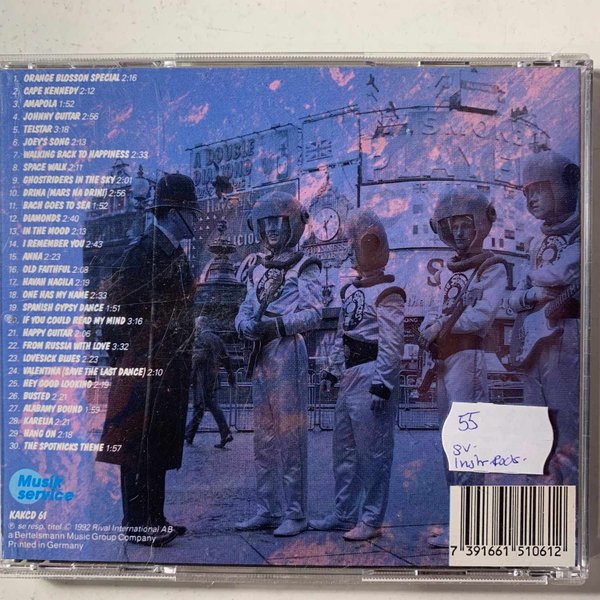 1. ORANGE BLOSSON SPECIAL 2:16
2. CAPE KENNEDY 2:12
3. AMAPOLA 1:52
4. JOHNNY GUITAR 2:56
5. TELSTAR 3:18
6. JOEY'S SONG 2:13
7. WALKING BACK TO HAPPINESS 2:33
8. SPACE WALK 2:11
9. GHOSTRIDERS IN THE SKY 2:01
10. DRINA (MARS NA DRINI) 2:56
11. BACH GOES TO SEA 1:52
12. DIAMONDS 2:40
13. IN THE MOOD 2:13
14. I REMEMBER YOU 2:43
15. ANNA 2:23
16. OLD FAITHFUL 2:08
17. HAVAH NAGILA 2:19
18. ONE HAS MY NAME 2:33
19. SPANISH GYPSY DANCE 1:51
20. IF YOU COULD READ MY MIND 3:16
21. HAPPY GUITAR 2:06
22. FROM RUSSIA WITH LOVE 3:32
23. LOVESICK BLUES 2:23
24. VALENTINA (SAVE THE LAST DANCE) 2:10
25. HEY GOOD LOOKING 2:19
26. BUSTED 2:21
27. ALABAMY BOUND 1:53
28. KARELIA 2:21
29. HANG ON 2:18
30. THE SPOTNICKS THEME 1:57
Musik
service
KAKCD 61
℗ se resp. titel © 1992 Rival International AB
a Bertelsmann Music Group Company
Printed in Germany
A DOUBLE
55
SV-
7 391661 510612